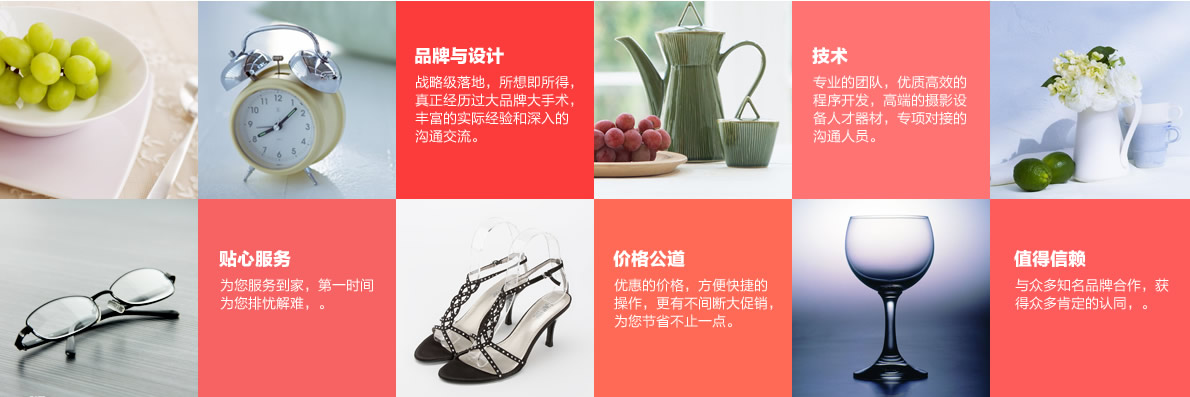 品牌与设计
战略级落地，所想即所得，
真正经历过大品牌大手术，
丰富的实际经验和深入的
沟通交流。
技术
专业的团队，优质高效的
程序开发，高端的摄影设
备人才器材，专项对接的
沟通人员。
贴心服务
为您服务到家，第一时间
为您排忧解难，。
价格公道
优惠的价格，方便快捷的
操作，更有不间断大促销，
为您节省不止一点。
值得信赖
与众多知名品牌合作，获
得众多肯定的认同，。